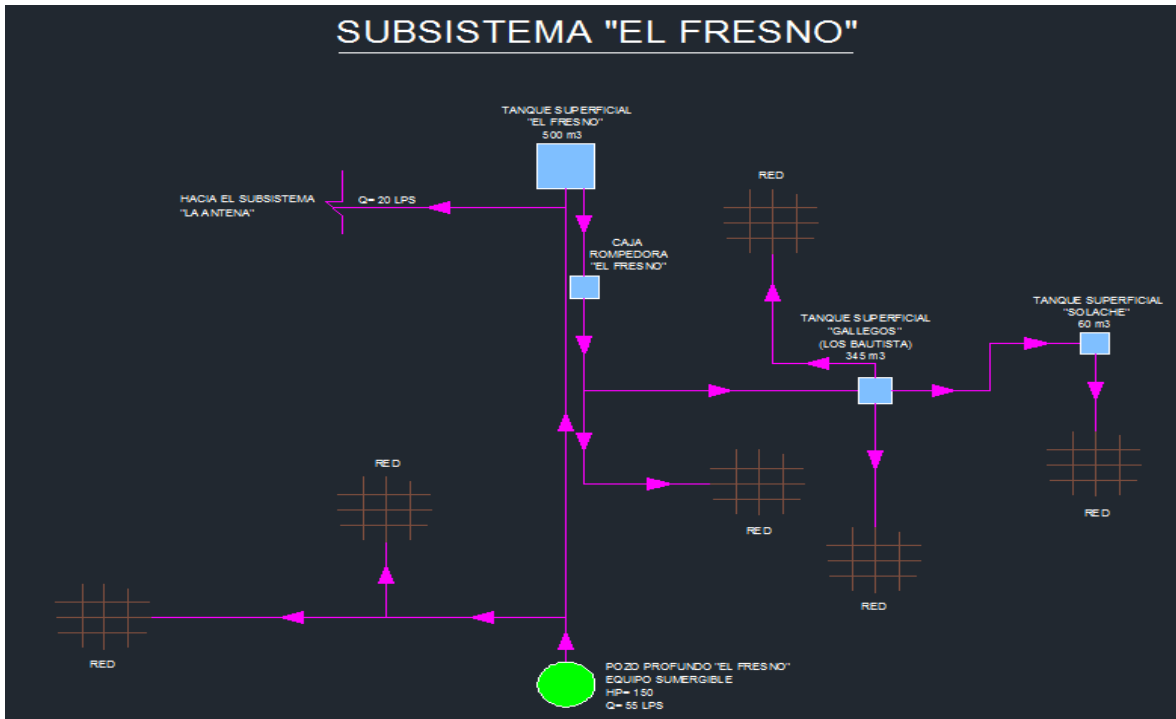 SUBSISTEMA "EL FRESNO"
TANQUE SUPERFICIAL
"EL FRESNO"
500 m3
HACIA EL SUBSISTEMA
"LA ANTENA"
Q= 20 LPS
RED
CAJA
ROMPEDORA
"EL FRESNO"
TANQUE SUPERFICIAL
"SOLACHE"
60 m3
TANQUE SUPERFICIAL
"GALLEGOS"
(LOS BAUTISTA)
345 m3
RED
RED
RED
RED
RED
POZO PROFUNDO "EL FRESNO"
EQUIPO SUMERGIBLE
HP= 150
Q= 55 LPS